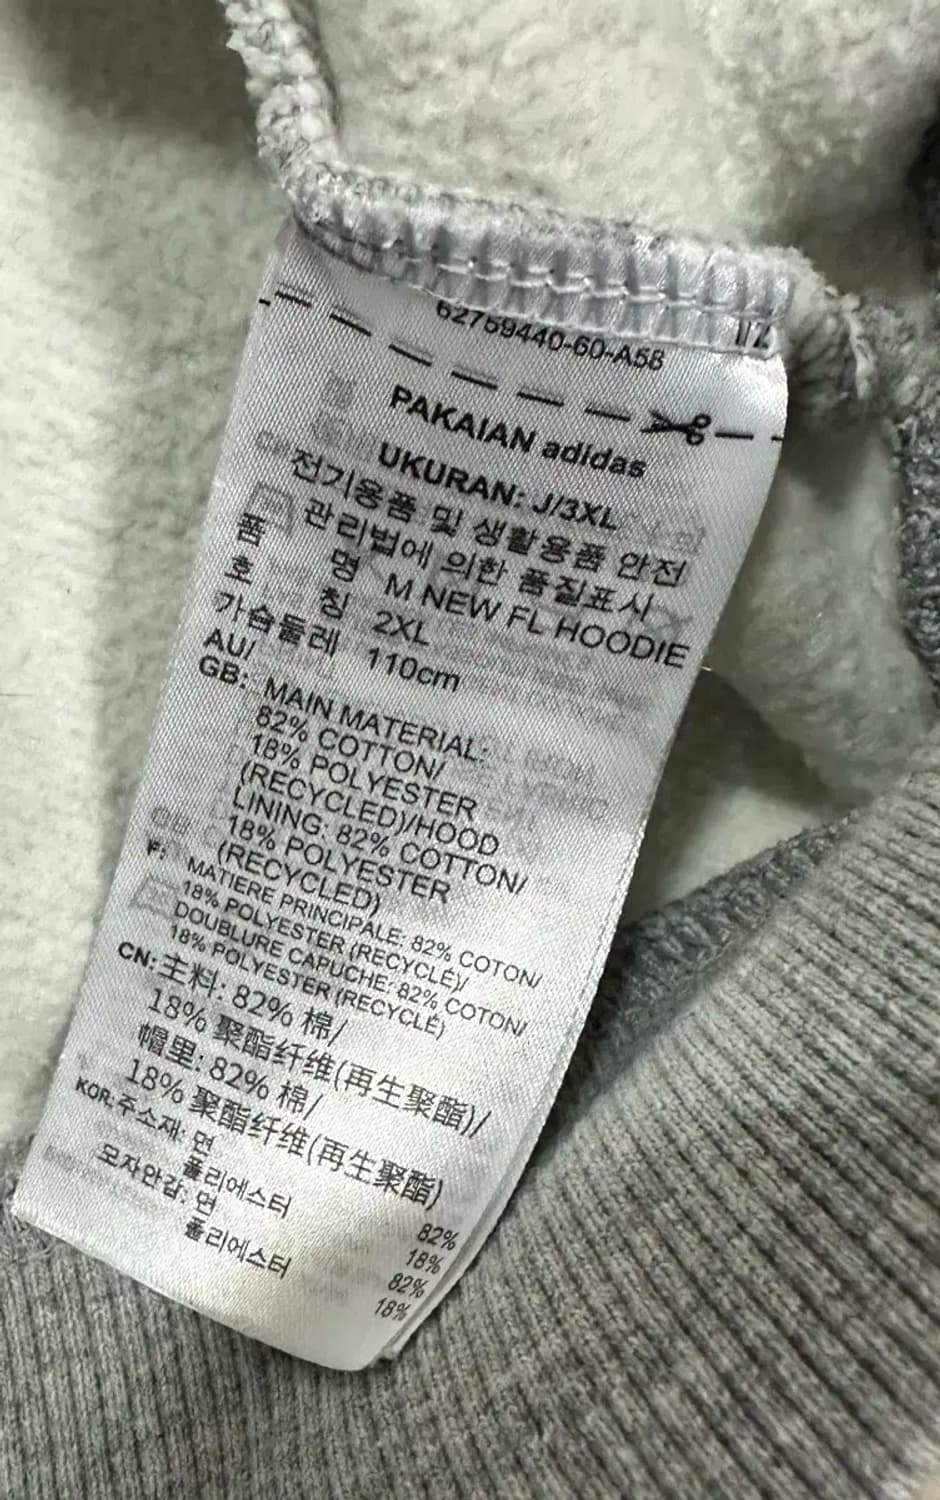 62759440-60-A58
PAKAIAN adidas
UKURAN: J/3XL
전기용품 및 생활용품 안전
관리법에 의한 품질표시
품 명 M NEW FL HOODIE
호 칭 2XL
가슴둘레 110cm
AU/
GB: MAIN MATERIAL:
82% COTTON/
18% POLYESTER
(RECYCLED)/HOOD
LINING: 82% COTTON/
18% POLYESTER
(RECYCLED)
F: MATIERE PRINCIPALE: 82% COTON/
18% POLYESTER (RECYCLÉ)/
DOUBLURE CAPUCHE: 82% COTON/
18% POLYESTER (RECYCLÉ)
CN: 主料: 82% 棉/
18% 聚酯纤维(再生聚酯)/
帽里: 82% 棉/
18% 聚酯纤维(再生聚酯)
KOR: 주소재: 면 82%
폴리에스터 18%
모자안감: 면 82%
폴리에스터 18%